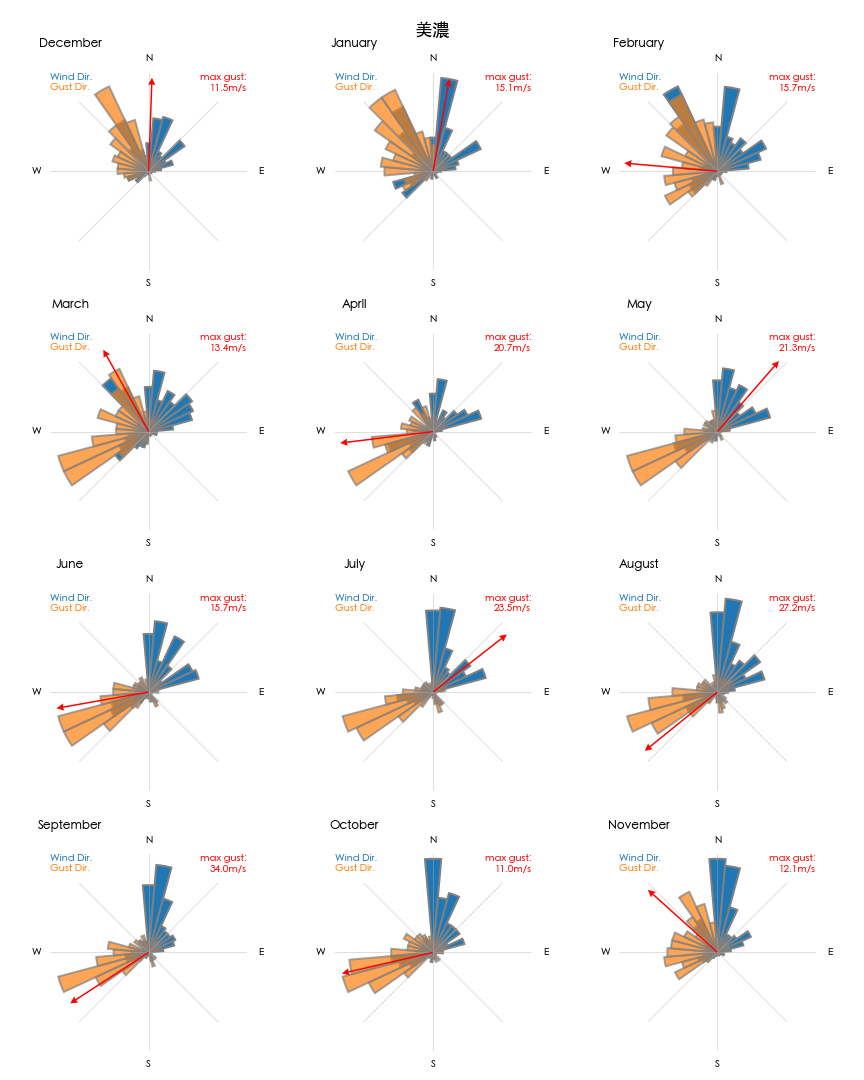 美濃
December
January
February
N
N
N
Wind Dir.
Gust Dir.
max gust:
11.5m/s
Wind Dir.
Gust Dir.
max gust:
15.1m/s
Wind Dir.
Gust Dir.
max gust:
15.7m/s
W
E
W
E
W
E
S
S
S
March
April
May
N
N
N
Wind Dir.
Gust Dir.
max gust:
13.4m/s
Wind Dir.
Gust Dir.
max gust:
20.7m/s
Wind Dir.
Gust Dir.
max gust:
21.3m/s
W
E
W
E
W
E
S
S
S
June
July
August
N
N
N
Wind Dir.
Gust Dir.
max gust:
15.7m/s
Wind Dir.
Gust Dir.
max gust:
23.5m/s
Wind Dir.
Gust Dir.
max gust:
27.2m/s
W
E
W
E
W
E
S
S
S
September
October
November
N
N
N
Wind Dir.
Gust Dir.
max gust:
34.0m/s
Wind Dir.
Gust Dir.
max gust:
11.0m/s
Wind Dir.
Gust Dir.
max gust:
12.1m/s
W
E
W
E
W
E
S
S
S